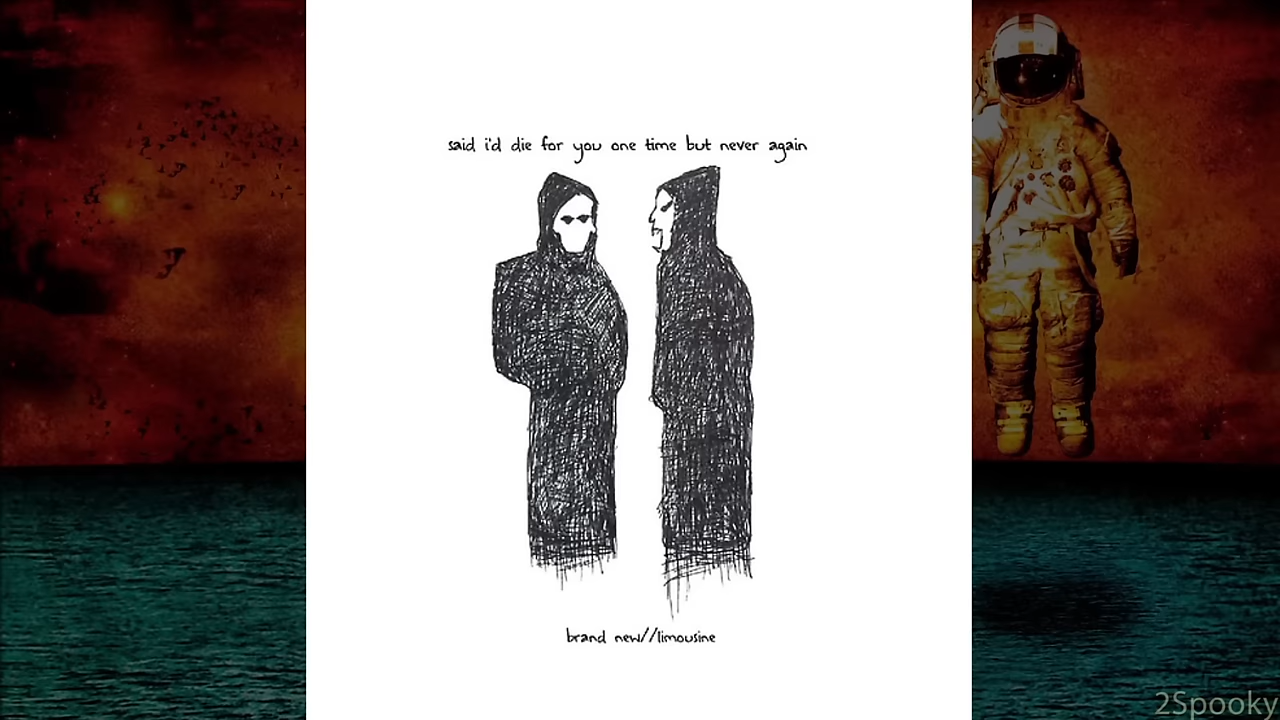 said i'd die for you one time but never again
brand new//limousine
2Spooky